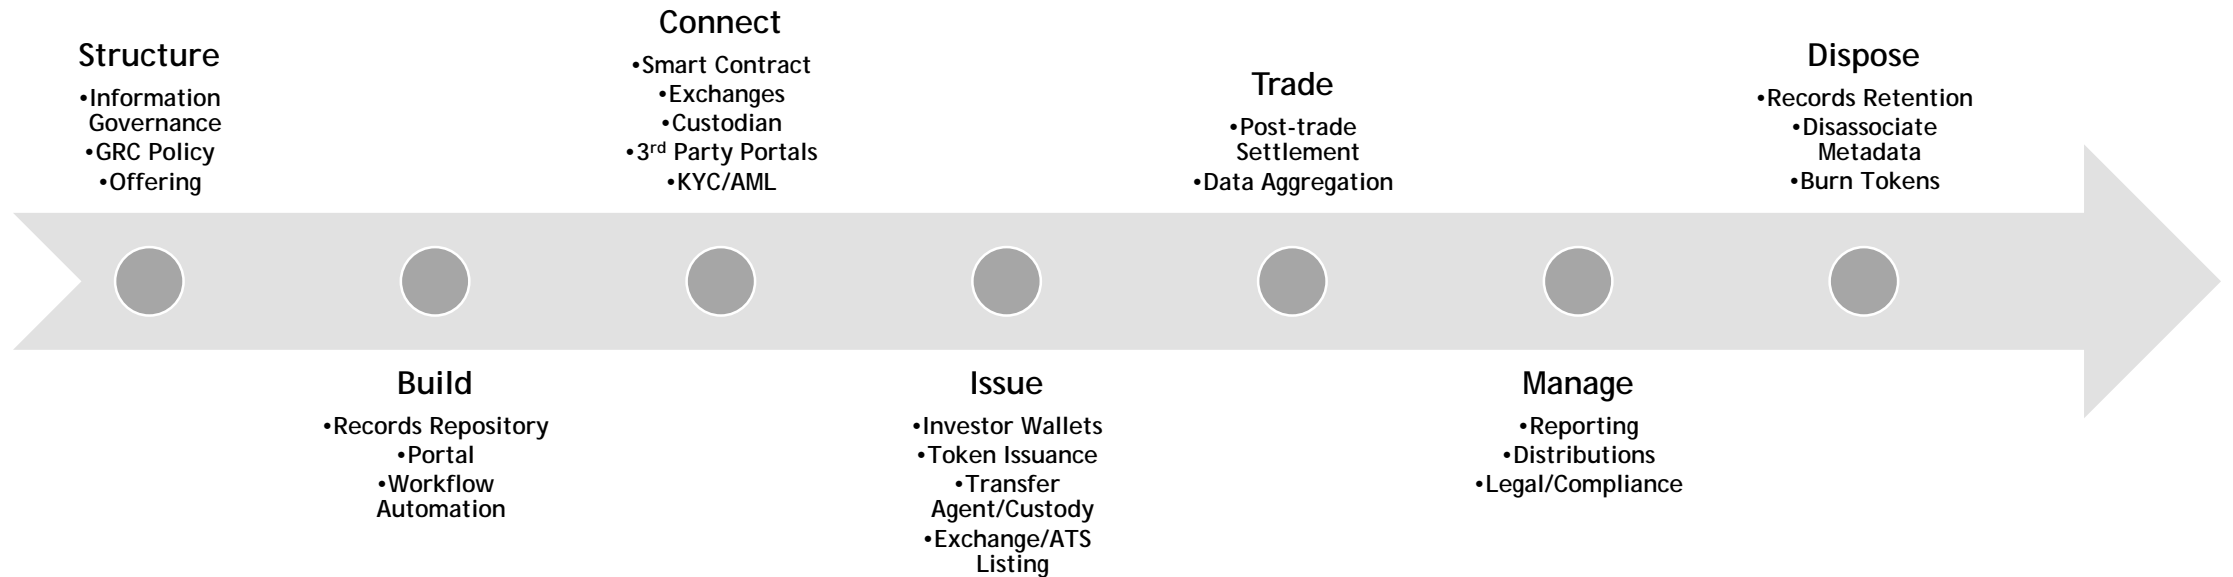 Structure
•Information
Governance
•GRC Policy
•Offering
Build
•Records Repository
•Portal
•Workflow
Automation
Connect
•Smart Contract
•Exchanges
•Custodian
•3rd Party Portals
•KYC/AML
Issue
•Investor Wallets
•Token Issuance
•Transfer
Agent/Custody
•Exchange/ATS
Listing
Trade
•Post-trade
Settlement
•Data Aggregation
Manage
•Reporting
•Distributions
•Legal/Compliance
Dispose
•Records Retention
•Disassociate
Metadata
•Burn Tokens